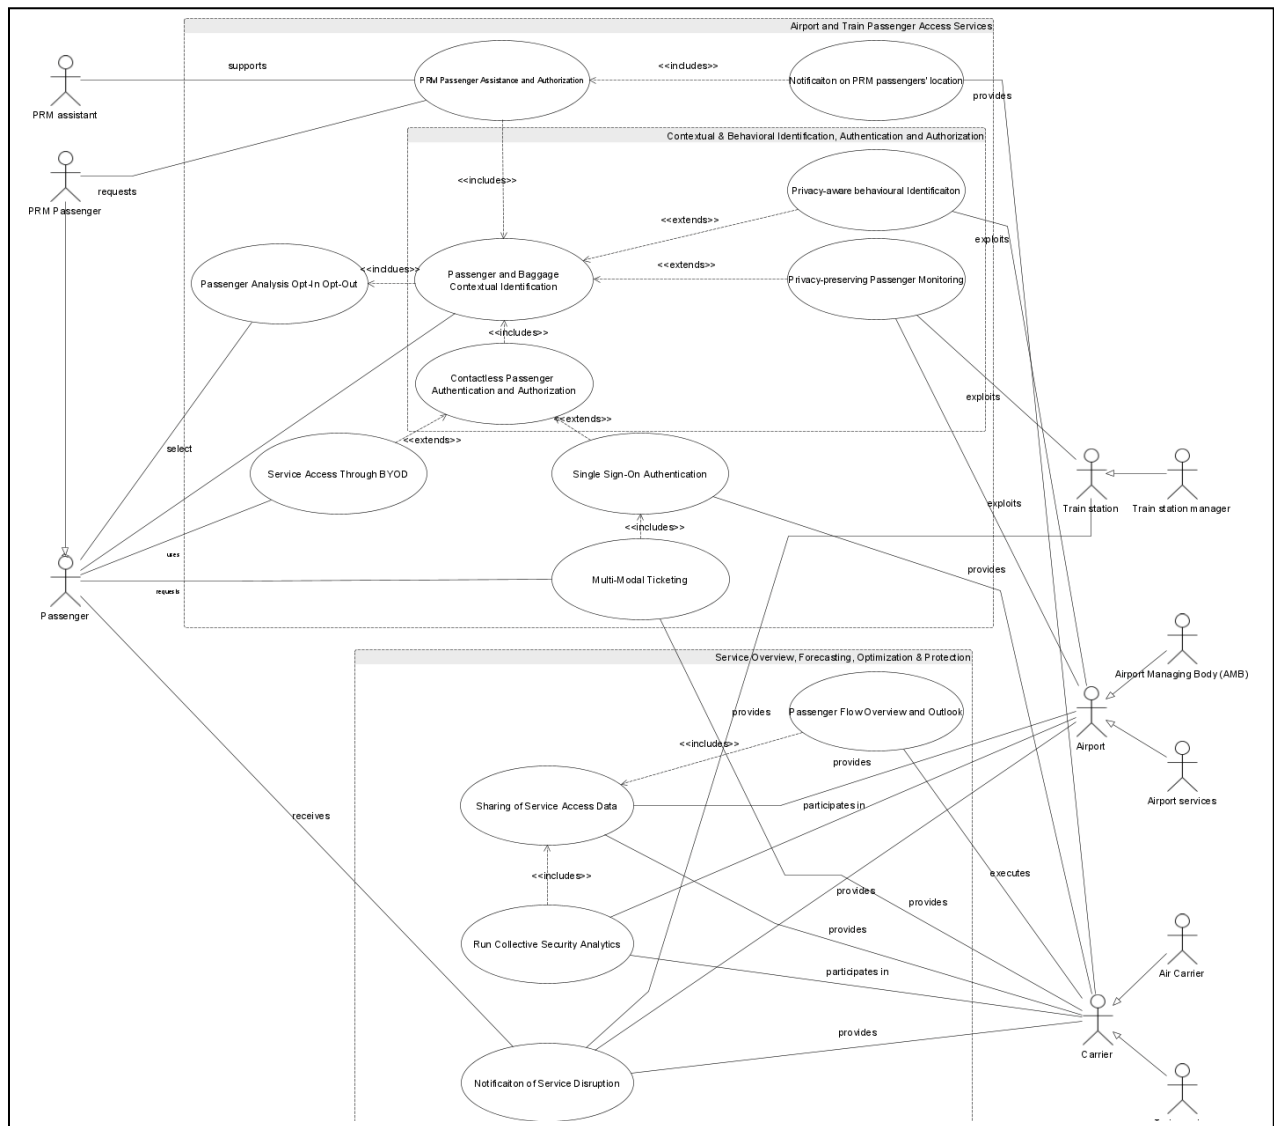 Airport and Train Passenger Access Services
supports
PRM Passenger Assistance and Authorization
<<includes>>
Notificaiton on PRM passengers' location
provides
PRM assistant
Contextual & Behavioral Identification, Authentication and Authorization
requests
PRM Passenger
<<includes>>
Privacy-aware behavioural Identificaiton
<<extends>>
exploits
Passenger Analysis Opt-In Opt-Out
<<incldues>>
Passenger and Baggage
Contextual Identification
<<extends>>
Privacy-preserving Passenger Monitoring
<<includes>>
Contactless Passenger
Authentication and Authorization
exploits
<<extends>>
<<extends>>
select
Service Access Through BYOD
Single Sign-On Authentication
exploits
Train station
Train station manager
<<includes>>
uses
provides
requests
Multi-Modal Ticketing
Passenger
Service Overview, Forecasting, Optimization & Protection
Airport Managing Body (AMB)
provides
Passenger Flow Overview and Outlook
<<includes>>
Airport
provides
Sharing of Service Access Data
participates in
Airport services
receives
<<includes>>
executes
provides
provides
provides
Run Collective Security Analytics
participates in
Air Carrier
provides
Carrier
Notificaiton of Service Disruption